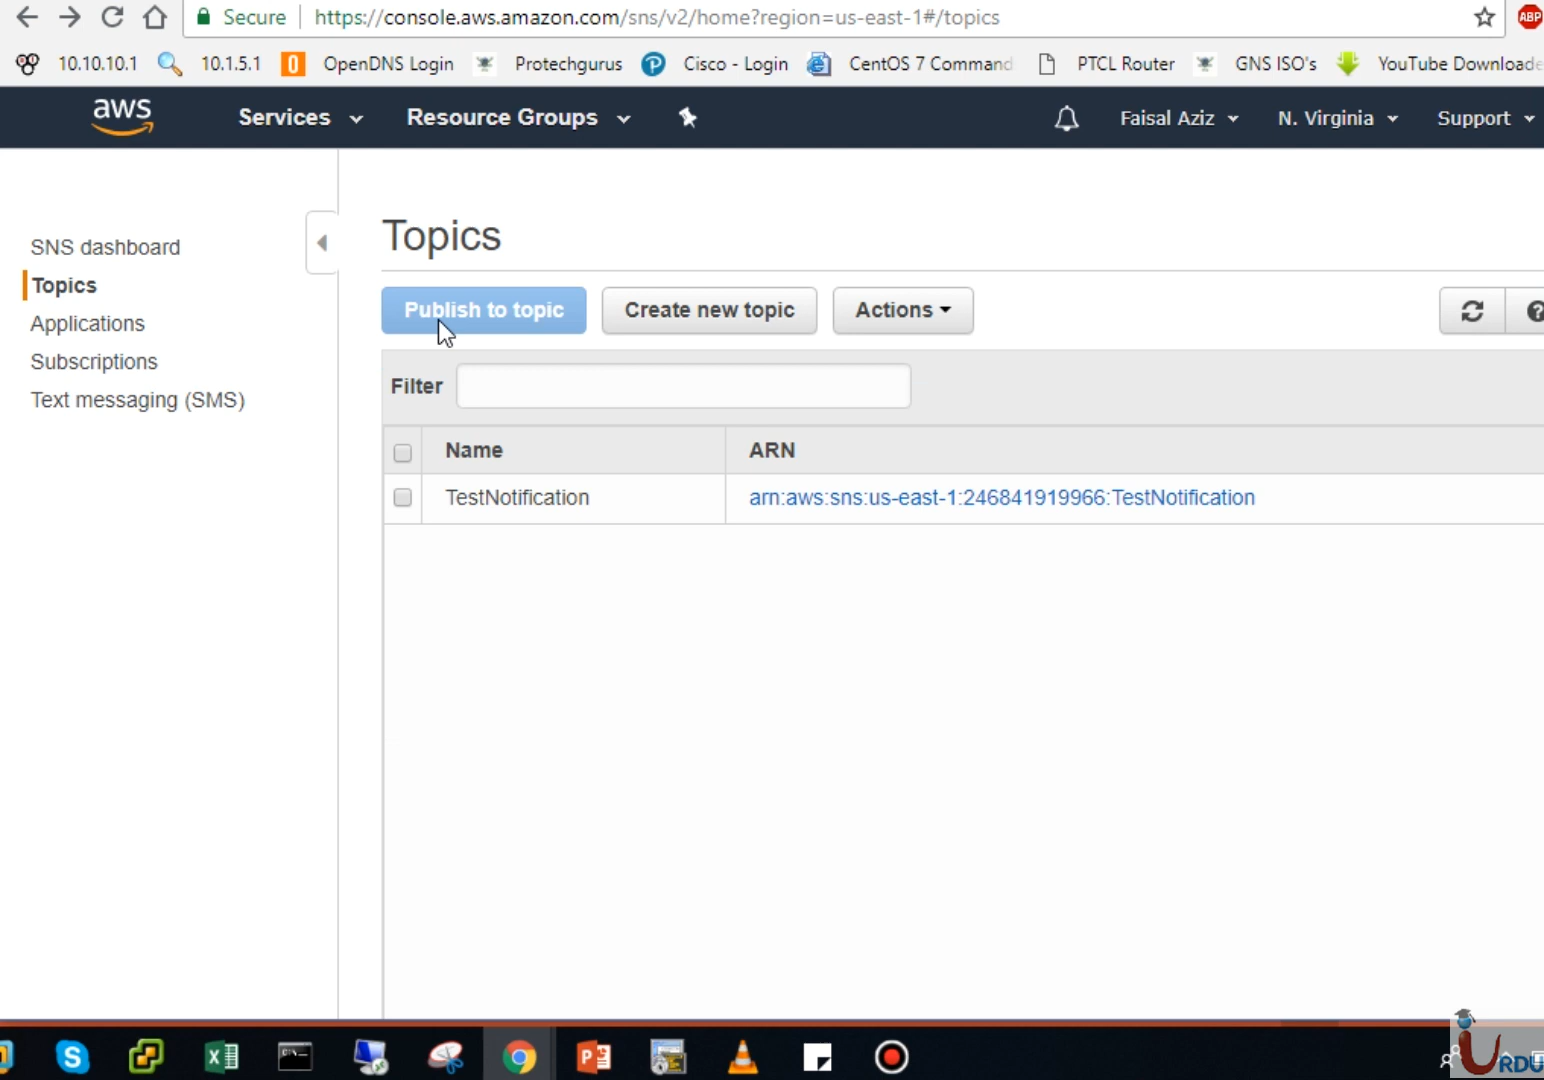 Secure https://console.aws.amazon.com/sns/v2/home?region=us-east-1#/topics ABP
10.10.10.1 10.1.5.1 OpenDNS Login Protechgurus Cisco - Login CentOS 7 Command PTCL Router GNS ISO's YouTube Downloade
aws Services Resource Groups Faisal Aziz N. Virginia Support
Topics
SNS dashboard
Topics
Applications
Subscriptions
Text messaging (SMS)
Publish to topic Create new topic Actions
Filter
Name ARN
TestNotification arn:aws:sns:us-east-1:246841919966:TestNotification
URDU